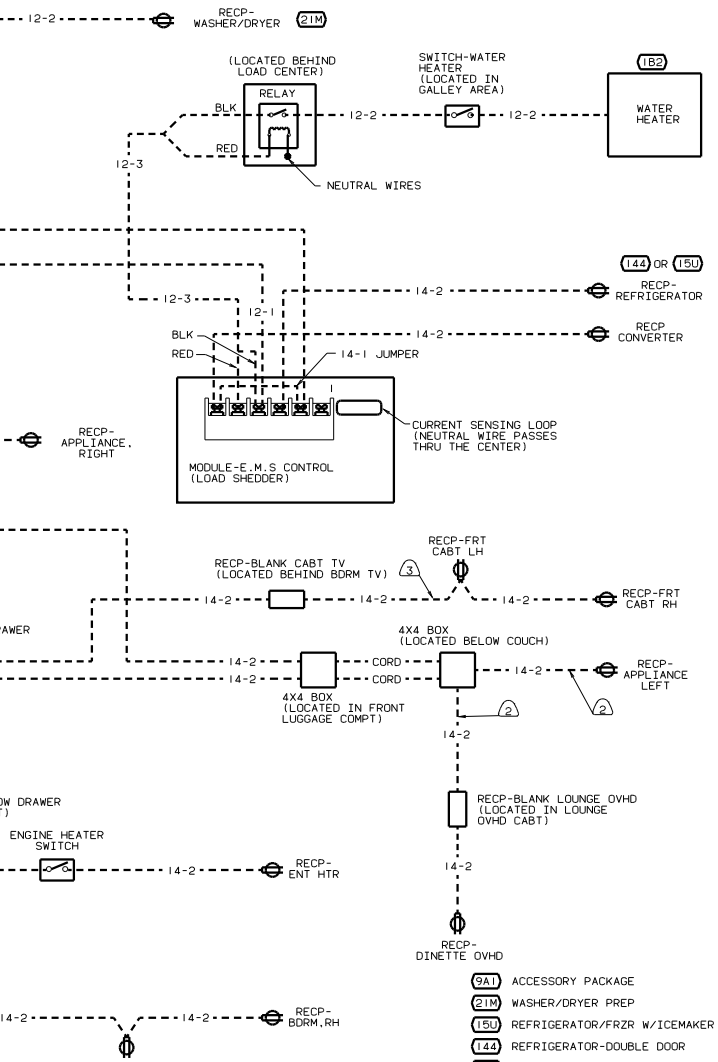 12-2
RECP-
WASHER/DRYER
21M
(LOCATED BEHIND
LOAD CENTER)
RELAY
SWITCH-WATER
HEATER
(LOCATED IN
GALLEY AREA)
1B2
BLK
12-2
12-2
WATER
HEATER
RED
12-3
NEUTRAL WIRES
144 OR 15U
12-3
12-1
14-2
RECP-
REFRIGERATOR
BLK
14-2
RECP
CONVERTER
RED
14-1 JUMPER
1
RECP-
APPLIANCE,
RIGHT
CURRENT SENSING LOOP
(NEUTRAL WIRE PASSES
THRU THE CENTER)
MODULE-E.M.S CONTROL
(LOAD SHEDDER)
RECP-FRT
CABT LH
RECP-BLANK CABT TV
(LOCATED BEHIND BDRM TV)
3
14-2
14-2
14-2
RECP-FRT
CABT RH
AWER
4X4 BOX
(LOCATED BELOW COUCH)
14-2
CORD
14-2
CORD
14-2
RECP-
APPLIANCE
LEFT
4X4 BOX
(LOCATED IN FRONT
LUGGAGE COMPT)
2
2
14-2
OW DRAWER
T)
RECP-BLANK LOUNGE OVHD
(LOCATED IN LOUNGE
OVHD CABT)
ENGINE HEATER
SWITCH
14-2
RECP-
ENT HTR
14-2
RECP-
DINETTE OVHD
9A1 ACCESSORY PACKAGE
21M WASHER/DRYER PREP
14-2
14-2
RECP-
BDRM,RH
15U REFRIGERATOR/FRZR W/ICEMAKER
144 REFRIGERATOR-DOUBLE DOOR